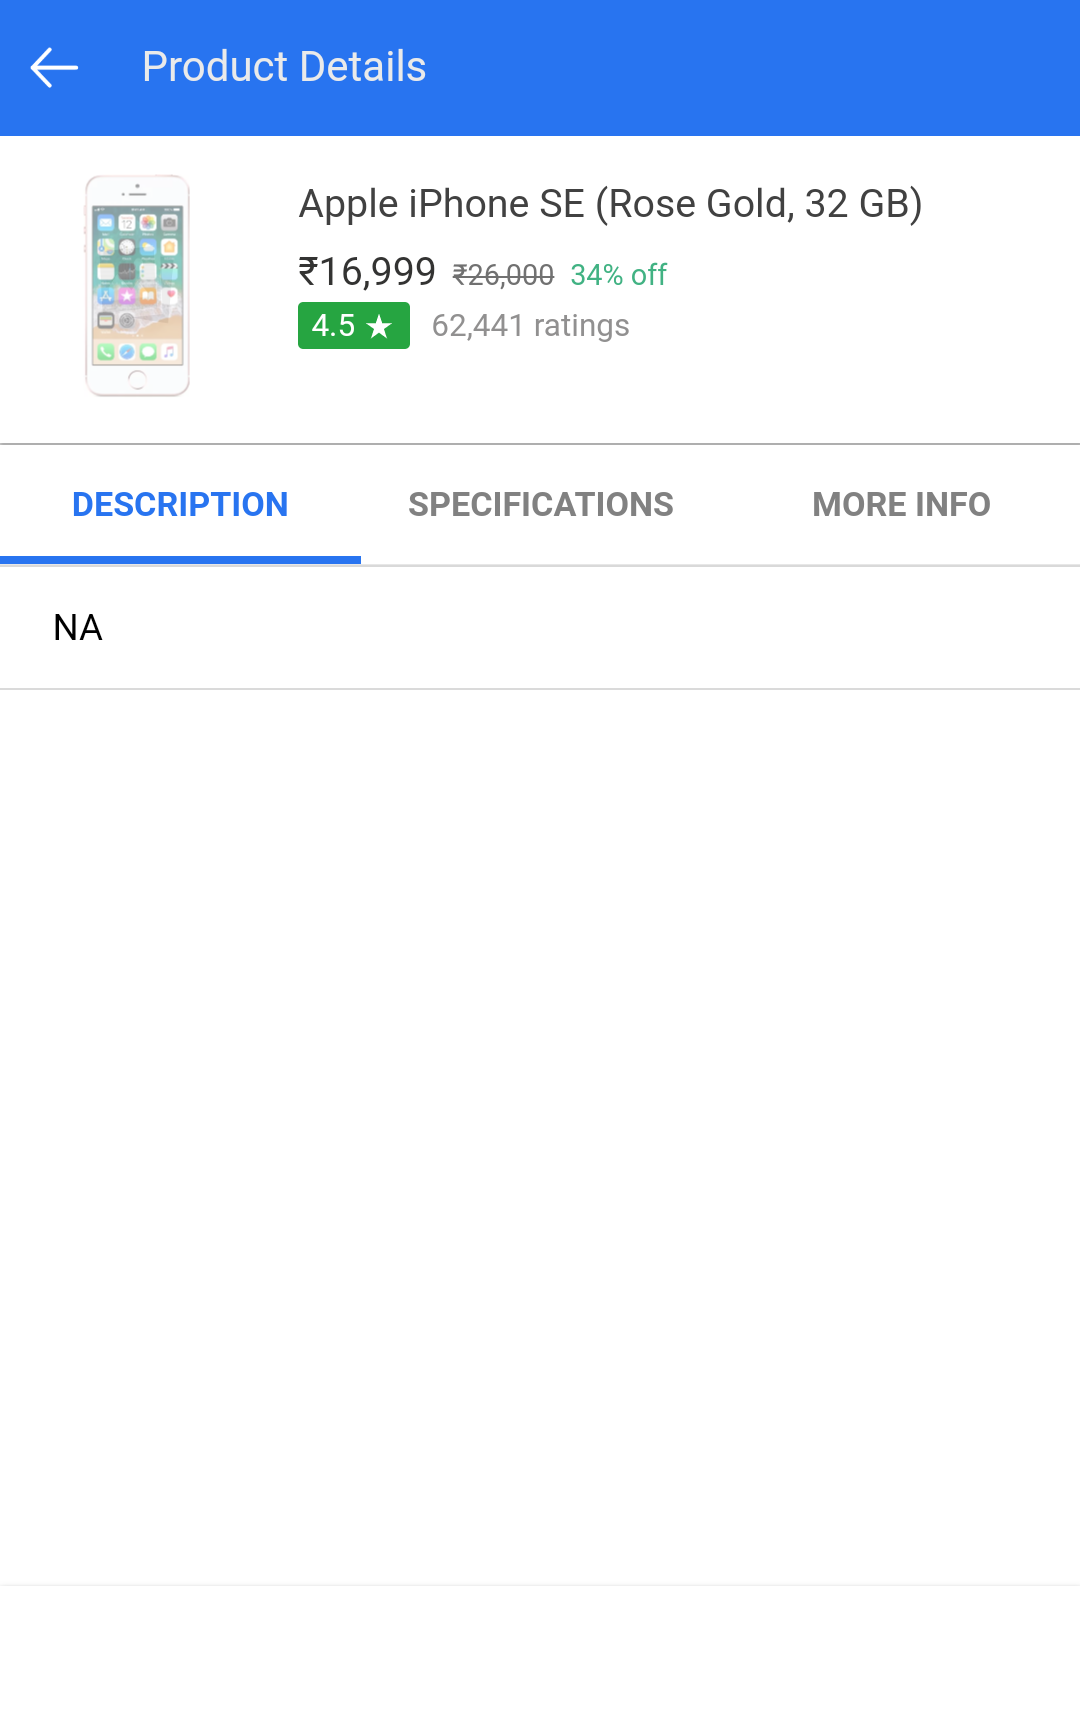 Product Details
Apple iPhone SE (Rose Gold, 32 GB)
₹16,999 ₹26,000 34% off
4.5 ★ 62,441 ratings
DESCRIPTION SPECIFICATIONS MORE INFO
NA